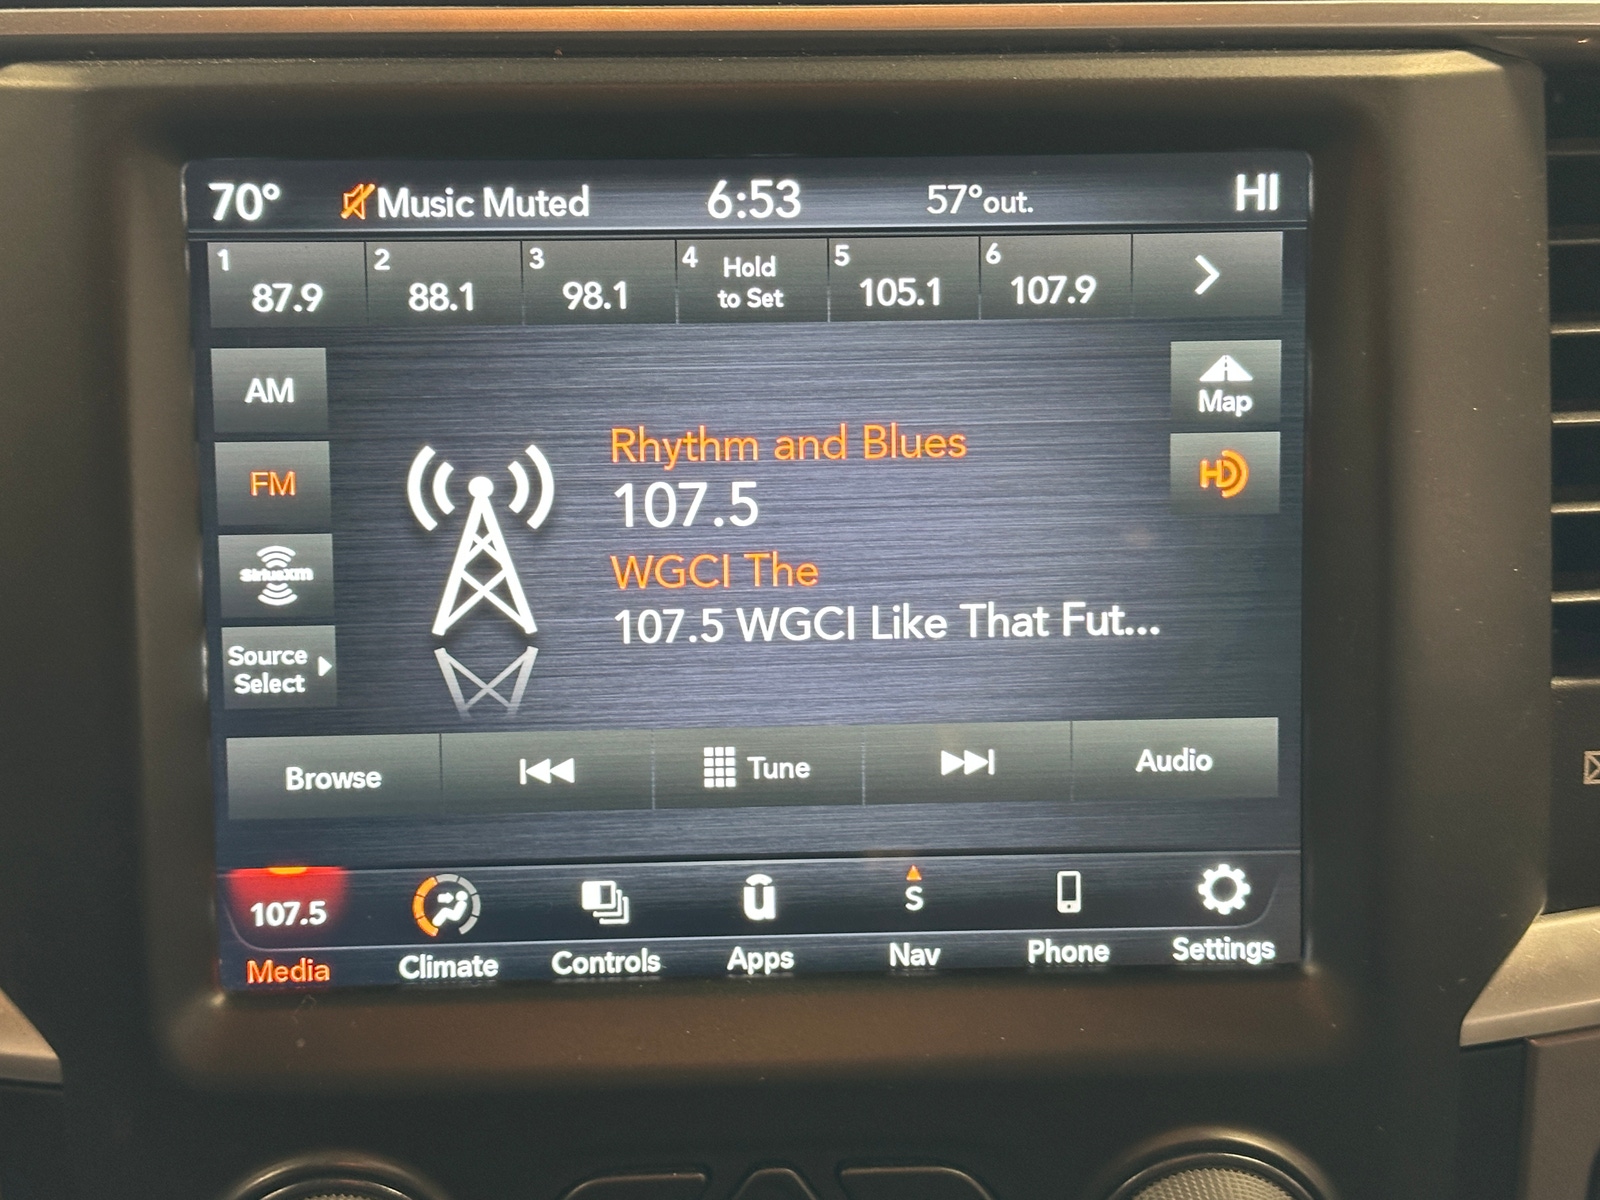 70° Music Muted 6:53 57°out. HI
1 87.9
2 88.1
3 98.1
4 Hold
to Set
5 105.1
6 107.9
AM
FM
SiriusXM
Source
Select
Rhythm and Blues
107.5
WGCI The
107.5 WGCI Like That Fut...
Map
HD
Browse
Tune
Audio
107.5
Media
Climate
Controls
u
Apps
S
Nav
Phone
Settings